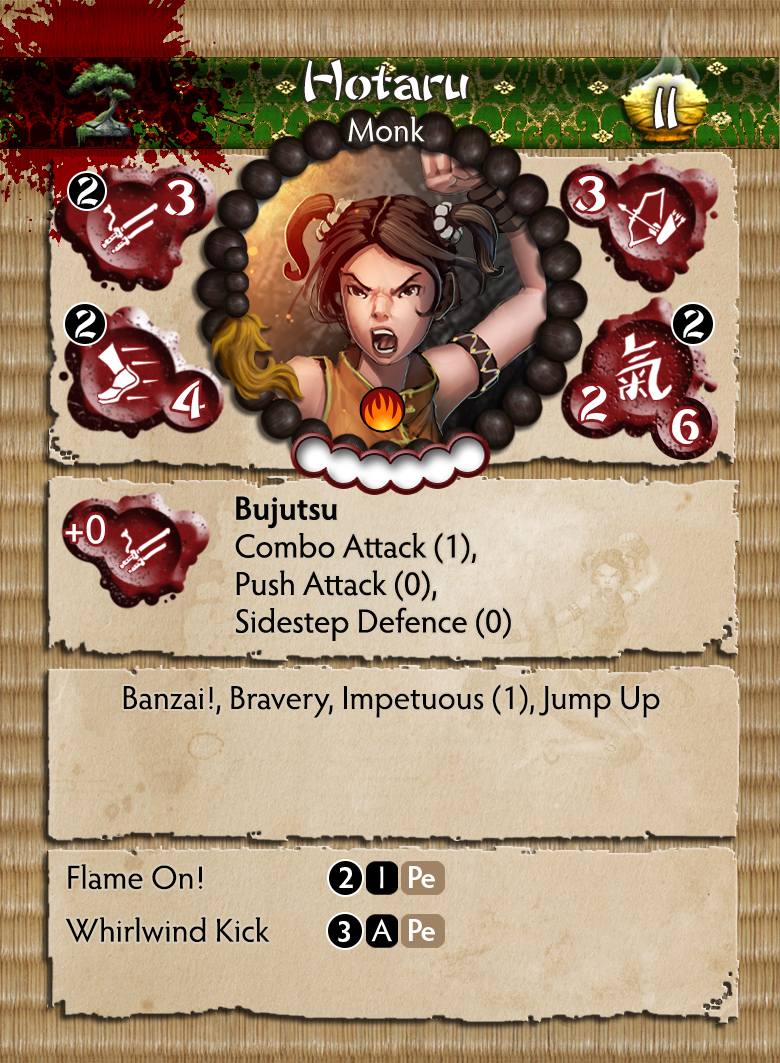 Hotaru
11
Monk
2 3
3
2
4
2
氣
2
6
+0
Bujutsu
Combo Attack (1),
Push Attack (0),
Sidestep Defence (0)
Banzai!, Bravery, Impetuous (1), Jump Up
Flame On! 2 I Pe
Whirlwind Kick 3 A Pe